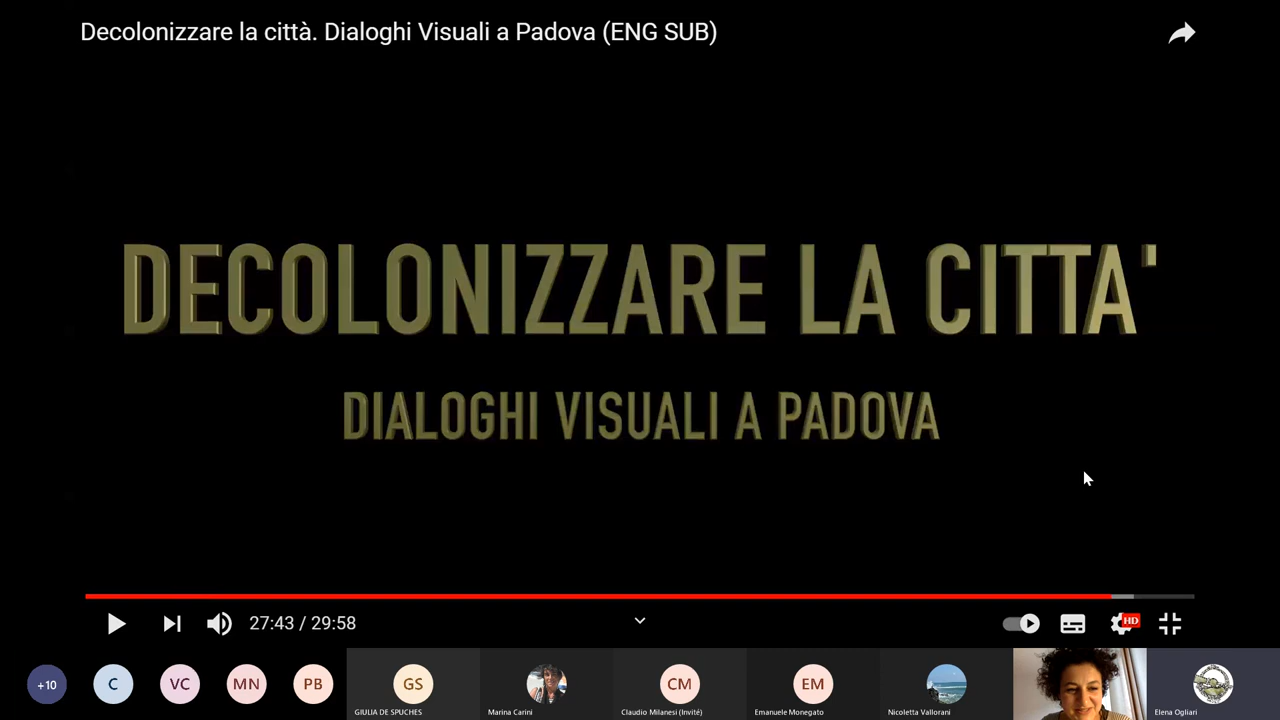 Decolonizzare la città. Dialoghi Visuali a Padova (ENG SUB)
DECOLONIZZARE LA CITTA'
DIALOGHI VISUALI A PADOVA
27:43 / 29:58
HD
+10
C
VC
MN
PB
GS
CM
EM
GIULIA DE SPUCHES
Marina Carini
Claudio Milanesi (Invité)
Emanuele Monegato
Nicoletta Vallorani
Elena Ogliari